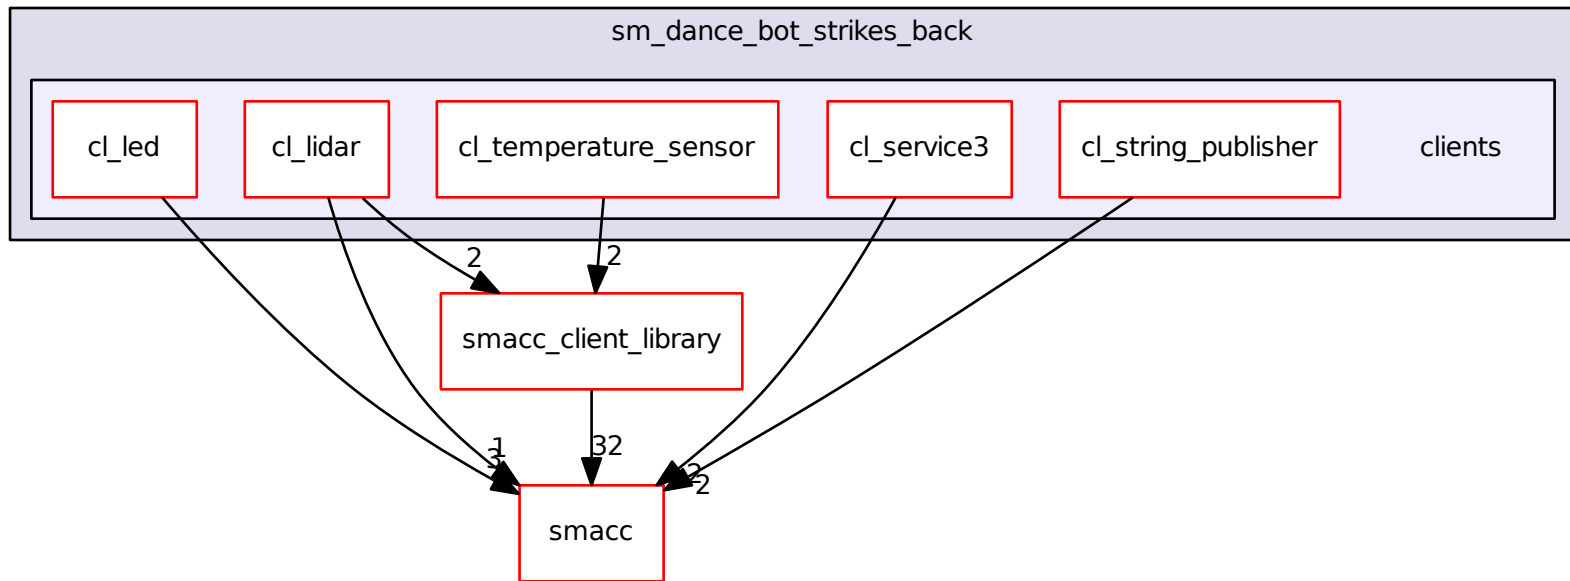 sm_dance_bot_strikes_back
cl_led
cl_lidar
cl_temperature_sensor
cl_service3
cl_string_publisher
clients
2
2
smacc_client_library
1
3
32
2
2
smacc